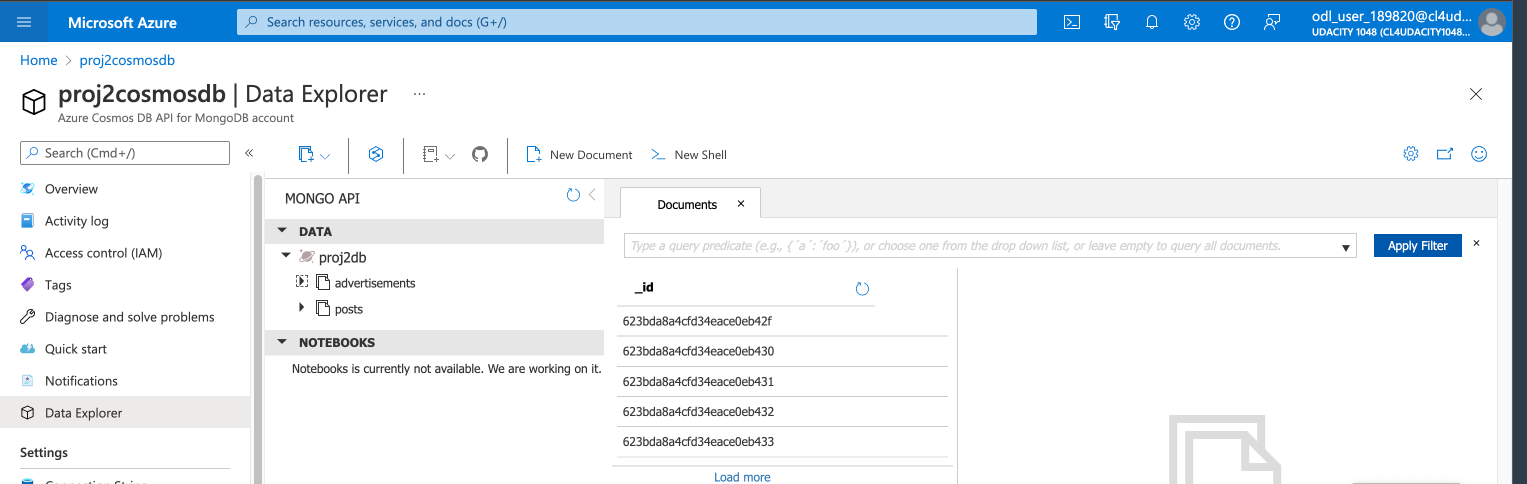 Microsoft Azure
Search resources, services, and docs (G+/)
odl_user_189820@cl4ud...
UDACITY 1048 (CL4UDACITY1048...
Home > proj2cosmosdb
proj2cosmosdb | Data Explorer ...
Azure Cosmos DB API for MongoDB account
Search (Cmd+/)
«
New Document
New Shell
Overview
Activity log
Access control (IAM)
Tags
Diagnose and solve problems
Quick start
Notifications
Data Explorer
Settings
Connection String
MONGO API
DATA
proj2db
advertisements
posts
NOTEBOOKS
Notebooks is currently not available. We are working on it.
Documents ×
Type a query predicate (e.g., {´a´:´foo´}), or choose one from the drop down list, or leave empty to query all documents.
Apply Filter ×
_id
623bda8a4cfd34eace0eb42f
623bda8a4cfd34eace0eb430
623bda8a4cfd34eace0eb431
623bda8a4cfd34eace0eb432
623bda8a4cfd34eace0eb433
Load more